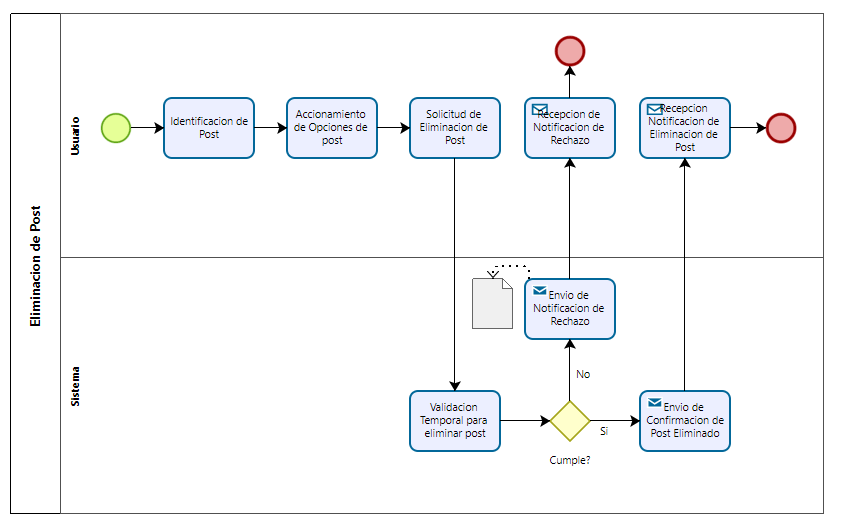 Eliminacion de Post
Usuario
Identificacion de
Post
Accionamiento
de Opciones de
post
Solicitud de
Eliminacion de
Post
Recepcion de
Notificacion de
Rechazo
Recepcion
Notificacion de
Eliminacion de
Post
Sistema
Envio de
Notificacion de
Rechazo
No
Validacion
Temporal para
eliminar post
Cumple?
Si
Envio de
Confirmacion de
Post Eliminado